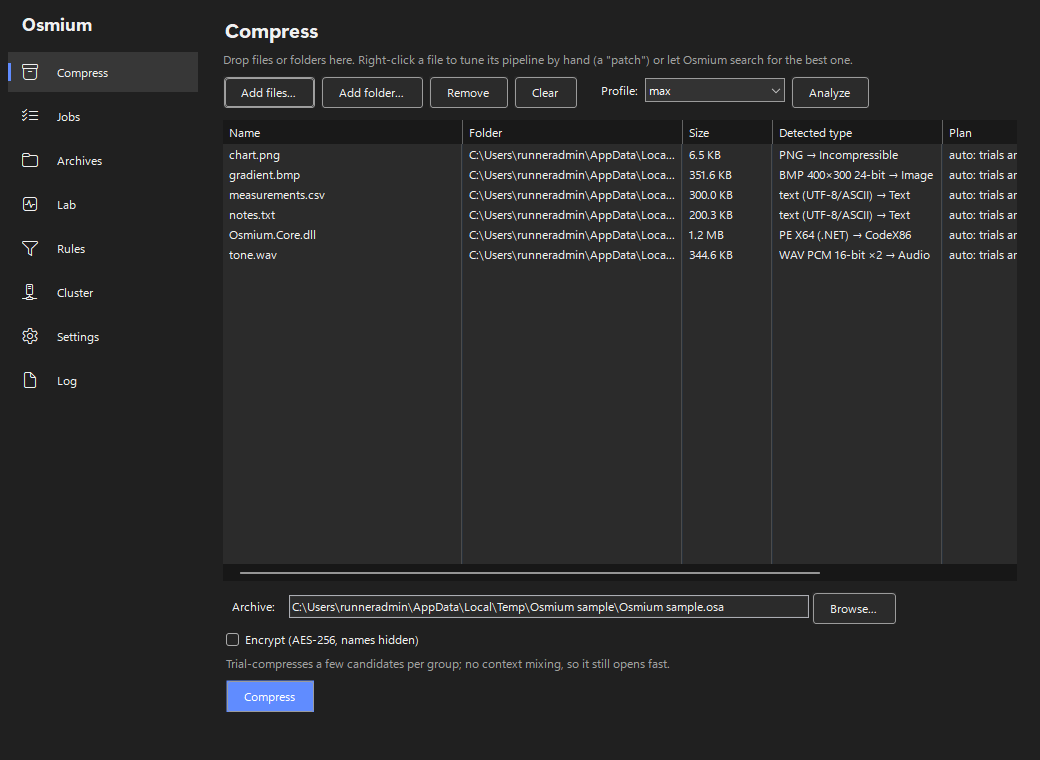 Osmium
Compress
Jobs
Archives
Lab
Rules
Cluster
Settings
Log
Compress
Drop files or folders here. Right-click a file to tune its pipeline by hand (a "patch") or let Osmium search for the best one.
Add files... Add folder... Remove Clear Profile: max Analyze
Name Folder Size Detected type Plan
chart.png C:\Users\runneradmin\AppData\Loca... 6.5 KB PNG → Incompressible auto: trials ar
gradient.bmp C:\Users\runneradmin\AppData\Loca... 351.6 KB BMP 400×300 24-bit → Image auto: trials ar
measurements.csv C:\Users\runneradmin\AppData\Loca... 300.0 KB text (UTF-8/ASCII) → Text auto: trials ar
notes.txt C:\Users\runneradmin\AppData\Loca... 200.3 KB text (UTF-8/ASCII) → Text auto: trials ar
Osmium.Core.dll C:\Users\runneradmin\AppData\Loca... 1.2 MB PE X64 (.NET) → CodeX86 auto: trials ar
tone.wav C:\Users\runneradmin\AppData\Loca... 344.6 KB WAV PCM 16-bit ×2 → Audio auto: trials ar
Archive: C:\Users\runneradmin\AppData\Local\Temp\Osmium sample\Osmium sample.osa Browse...
Encrypt (AES-256, names hidden)
Trial-compresses a few candidates per group; no context mixing, so it still opens fast.
Compress